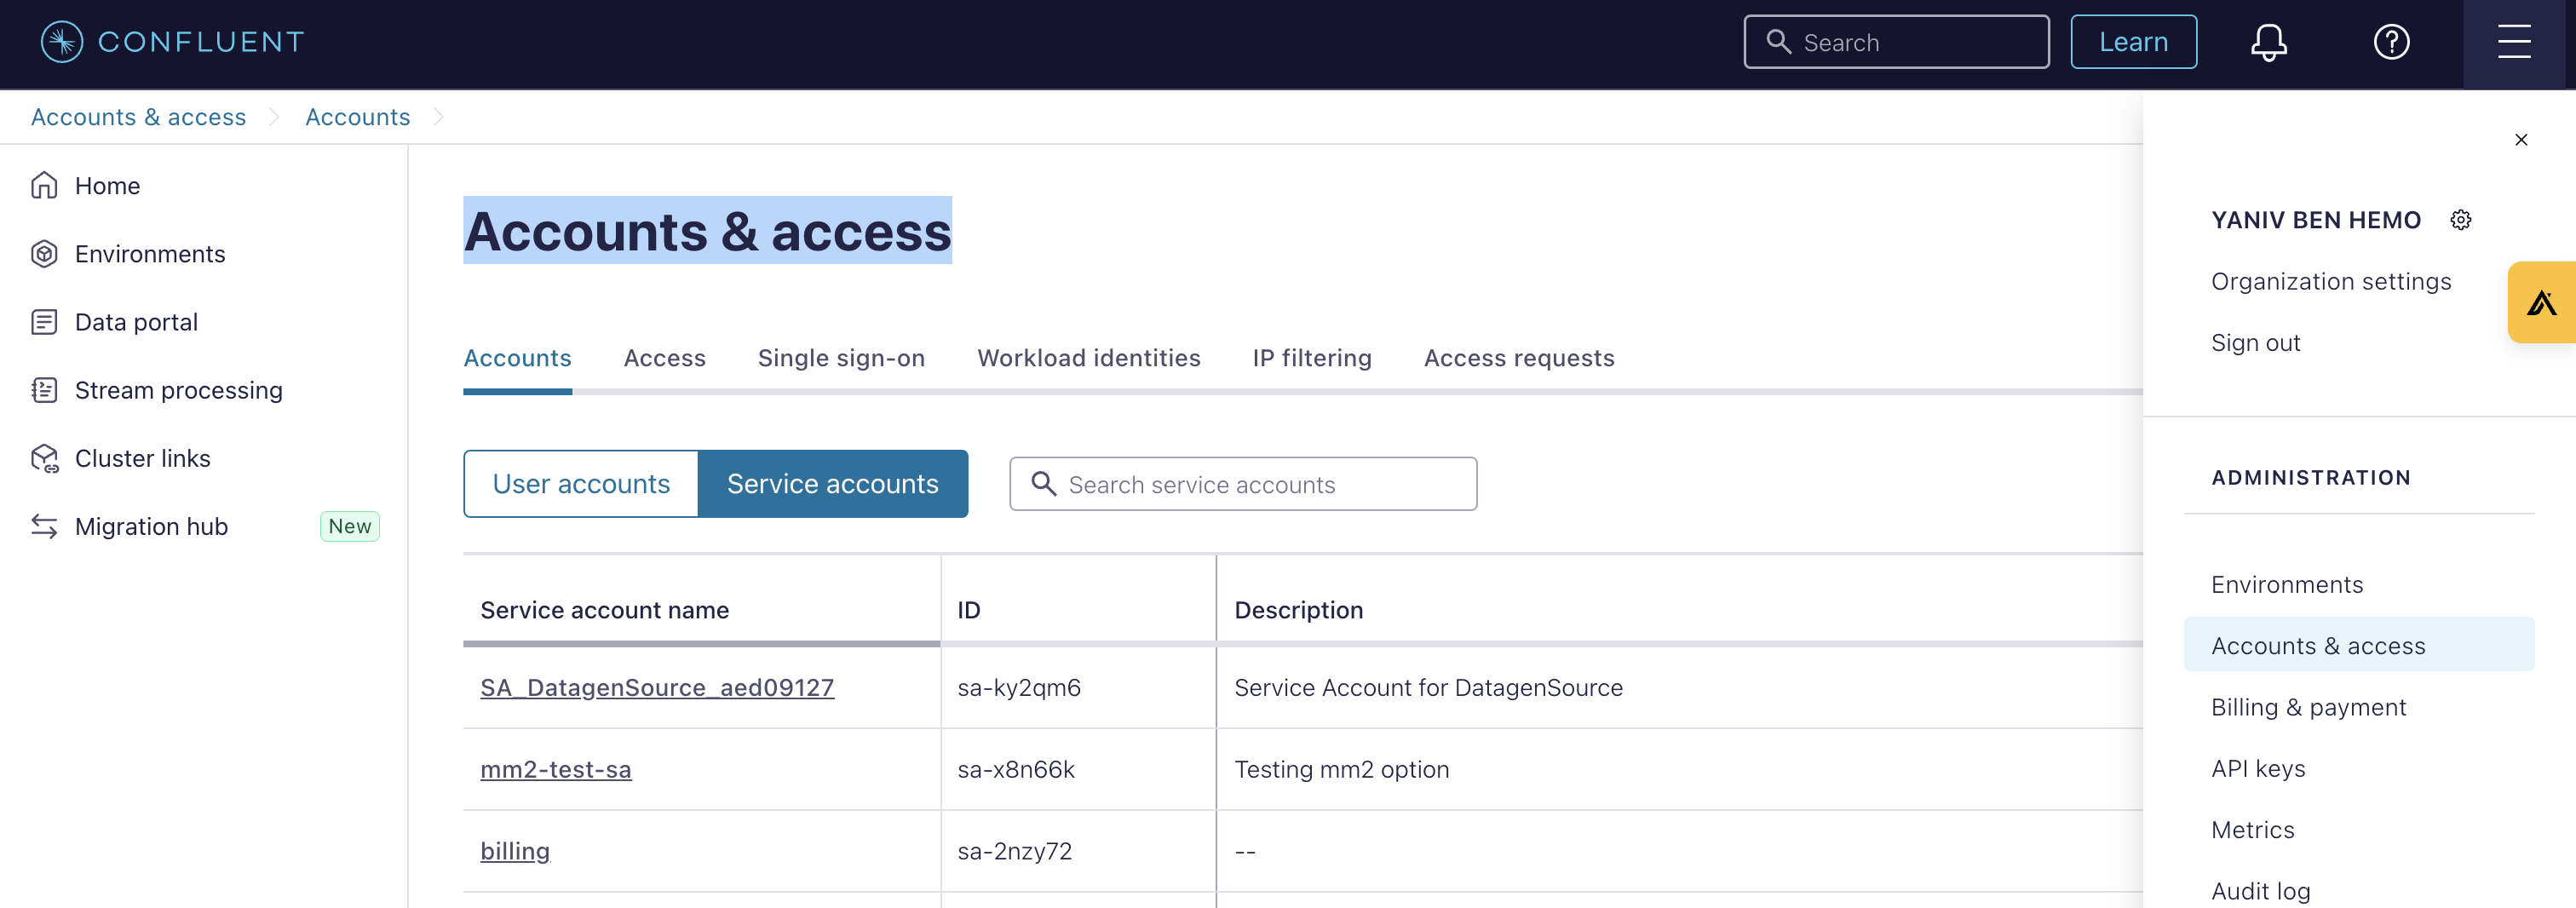 CONFLUENT
Search
Learn
Accounts & access
Accounts
Home
Environments
Data portal
Stream processing
Cluster links
Migration hub
New
Accounts & access
Accounts
Access
Single sign-on
Workload identities
IP filtering
Access requests
User accounts
Service accounts
Search service accounts
Service account name
ID
Description
SA_DatagenSource_aed09127
sa-ky2qm6
Service Account for DatagenSource
mm2-test-sa
sa-x8n66k
Testing mm2 option
billing
sa-2nzy72
--
YANIV BEN HEMO
Organization settings
Sign out
ADMINISTRATION
Environments
Accounts & access
Billing & payment
API keys
Metrics
Audit log